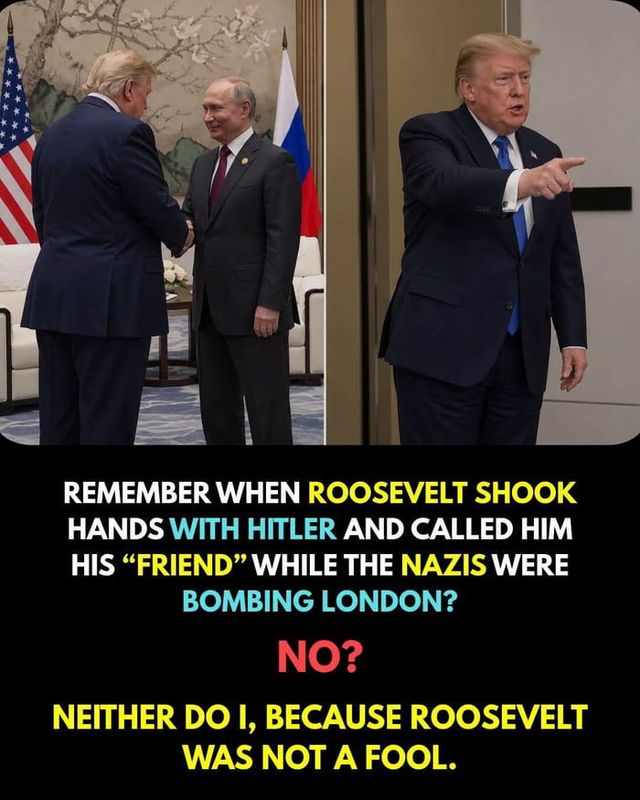 REMEMBER WHEN ROOSEVELT SHOOK
HANDS WITH HITLER AND CALLED HIM
HIS “FRIEND” WHILE THE NAZIS WERE
BOMBING LONDON?
NO?
NEITHER DO I, BECAUSE ROOSEVELT
WAS NOT A FOOL.